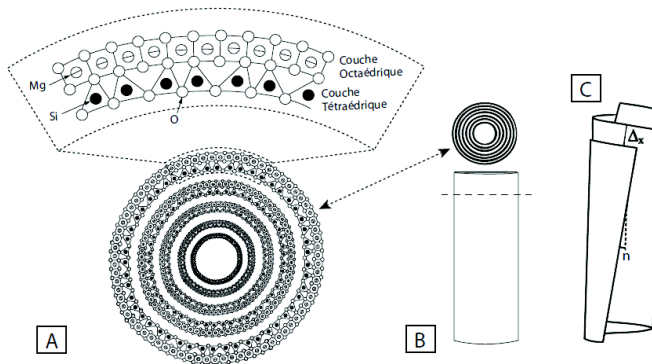 Mg
Si
O
Couche
Octaédrique
Couche
Tétraédrique
A
B
C
Δx
n